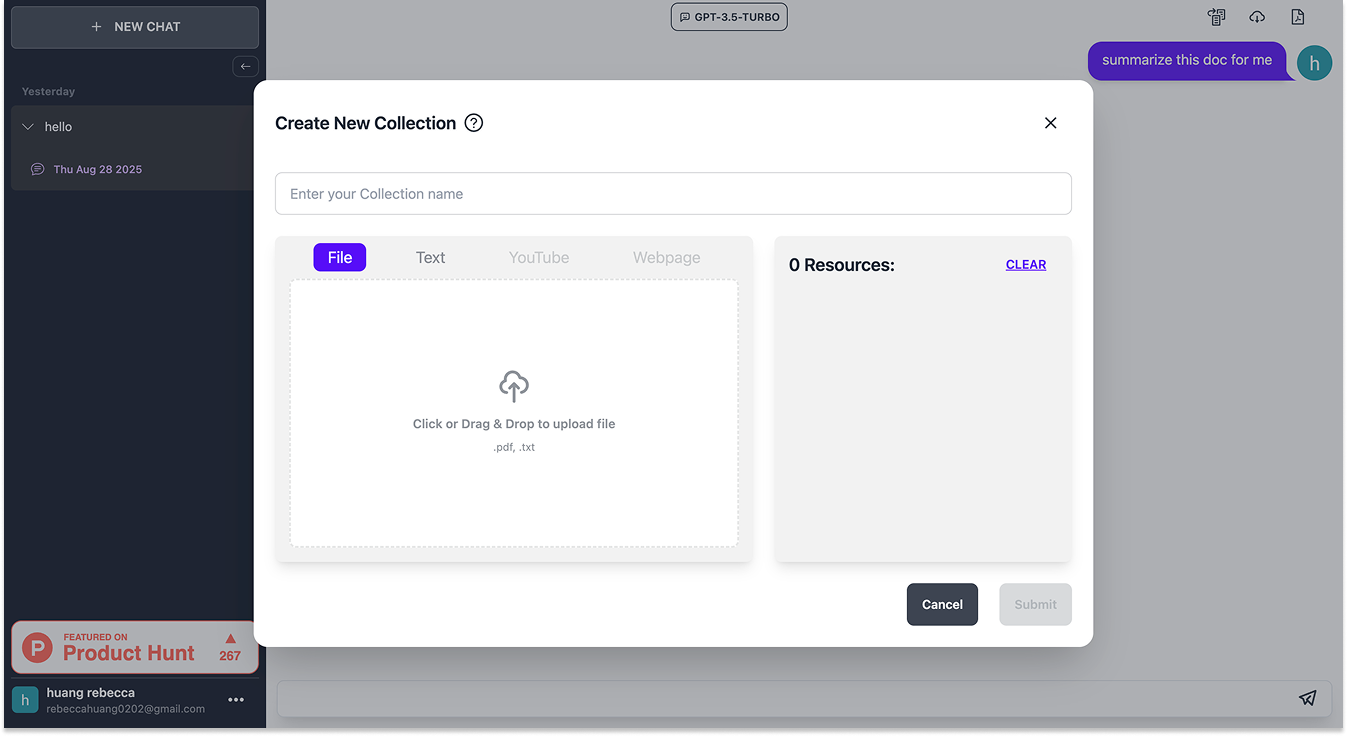 NEW CHAT
Yesterday
hello
Thu Aug 28 2025
FEATURED ON
Product Hunt
267
P
h
huang rebecca
rebeccahuang0202@gmail.com
GPT-3.5-TURBO
summarize this doc for me
h
Create New Collection ?
Enter your Collection name
File Text YouTube Webpage
Click or Drag & Drop to upload file
.pdf, .txt
0 Resources:
CLEAR
Cancel
Submit